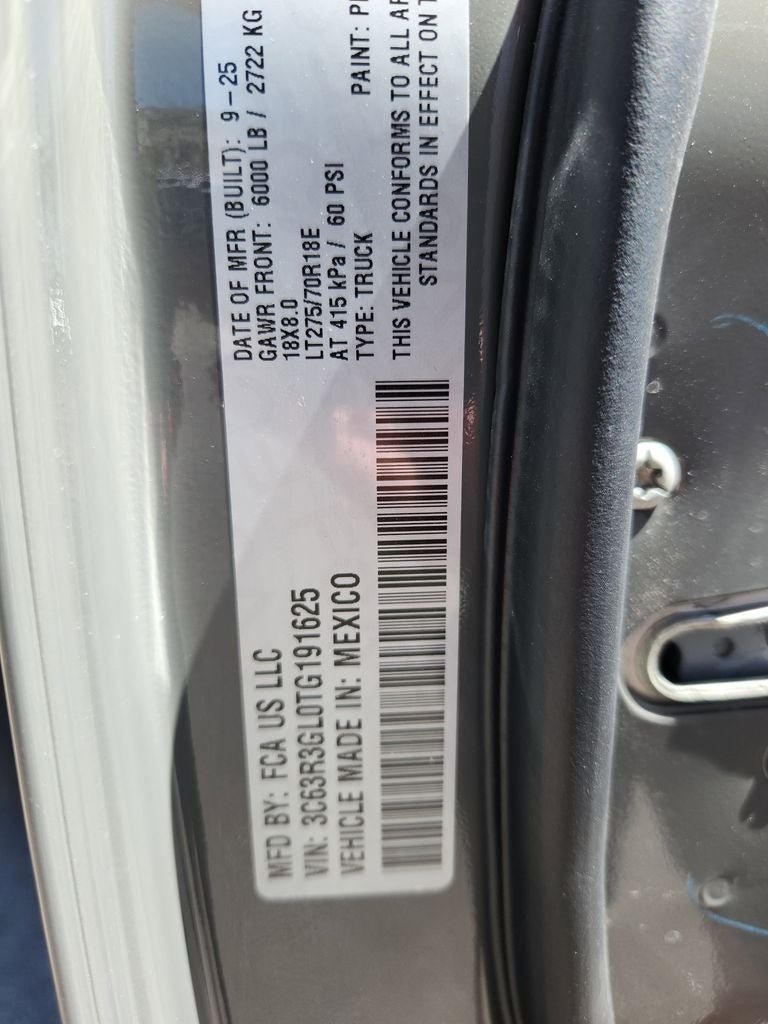 MFD BY: FCA US LLC
VIN: 3C63R3GL0TG191625
VEHICLE MADE IN: MEXICO
DATE OF MFR (BUILT): 9-25
GAWR FRONT: 6000 LB / 2722 KG
18X8.0
LT275/70R18E
AT 415 kPa / 60 PSI
TYPE: TRUCK PAINT:
THIS VEHICLE CONFORMS TO ALL
STANDARDS IN EFFECT ON